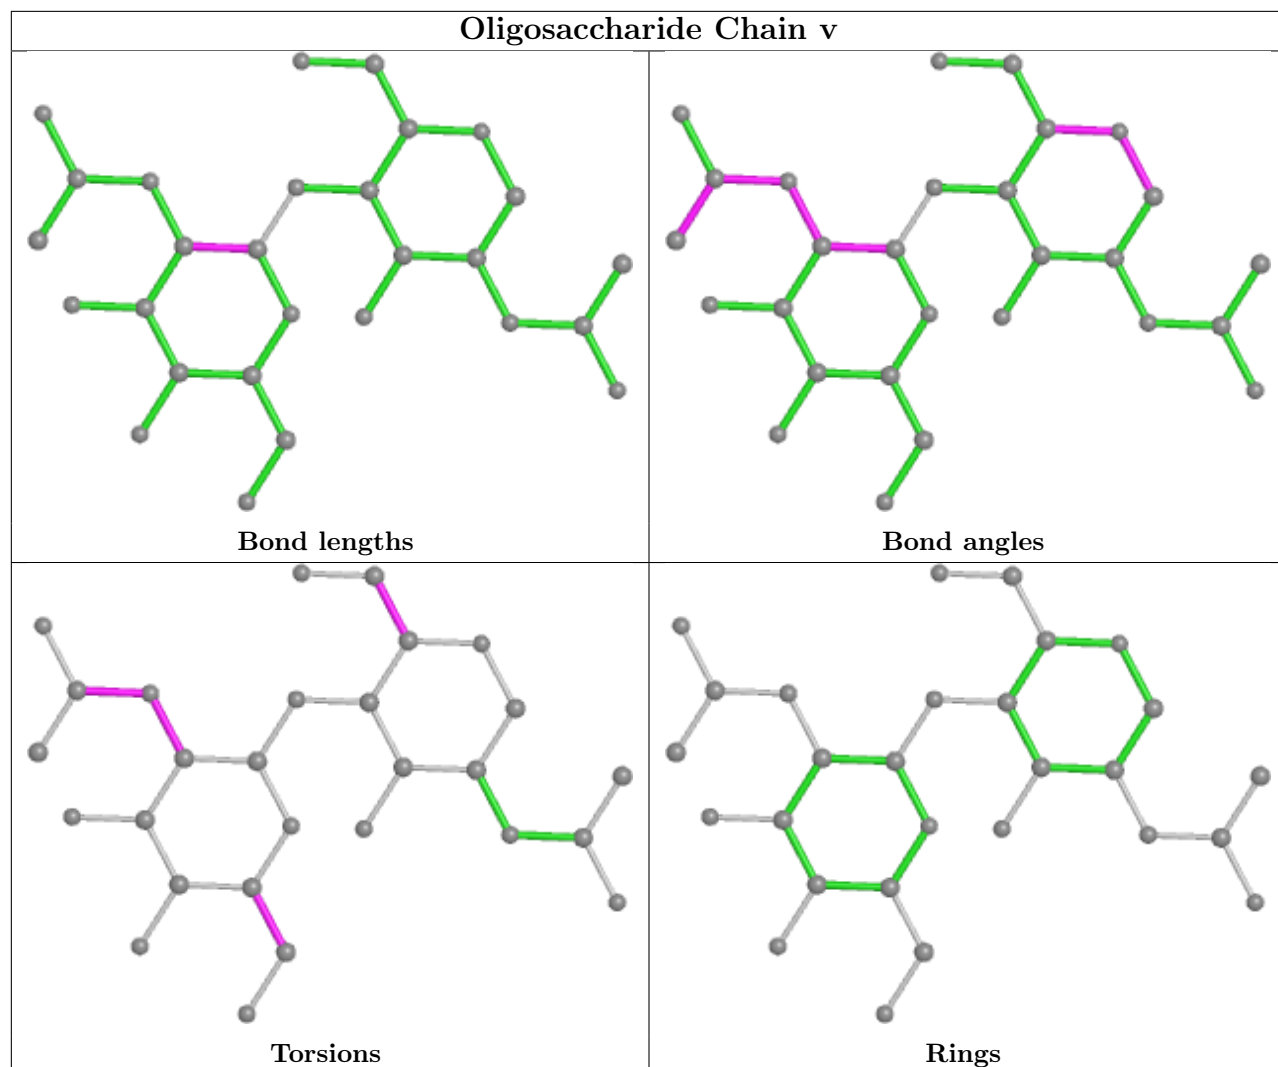 Oligosaccharide Chain v
Bond lengths
Bond angles
Torsions
Rings